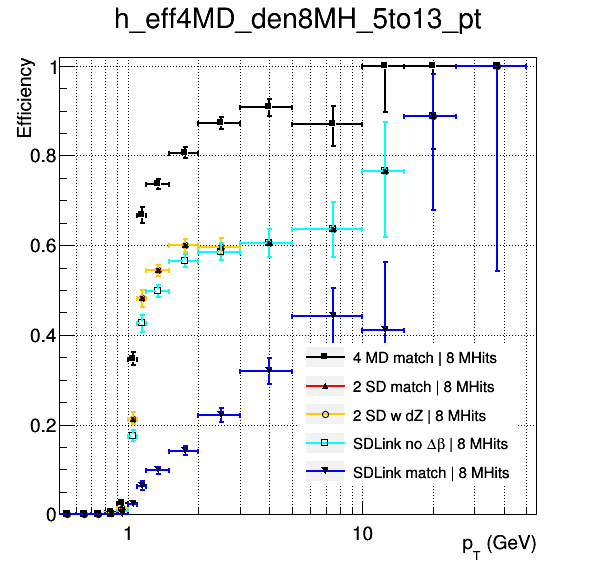 h_eff4MD_den8MH_5to13_pt
Efficiency
1
0.8
0.6
0.4
0.2
0
4 MD match | 8 MHits
2 SD match | 8 MHits
2 SD w dZ | 8 MHits
SDLink no Δβ | 8 MHits
SDLink match | 8 MHits
1 10
p_T (GeV)